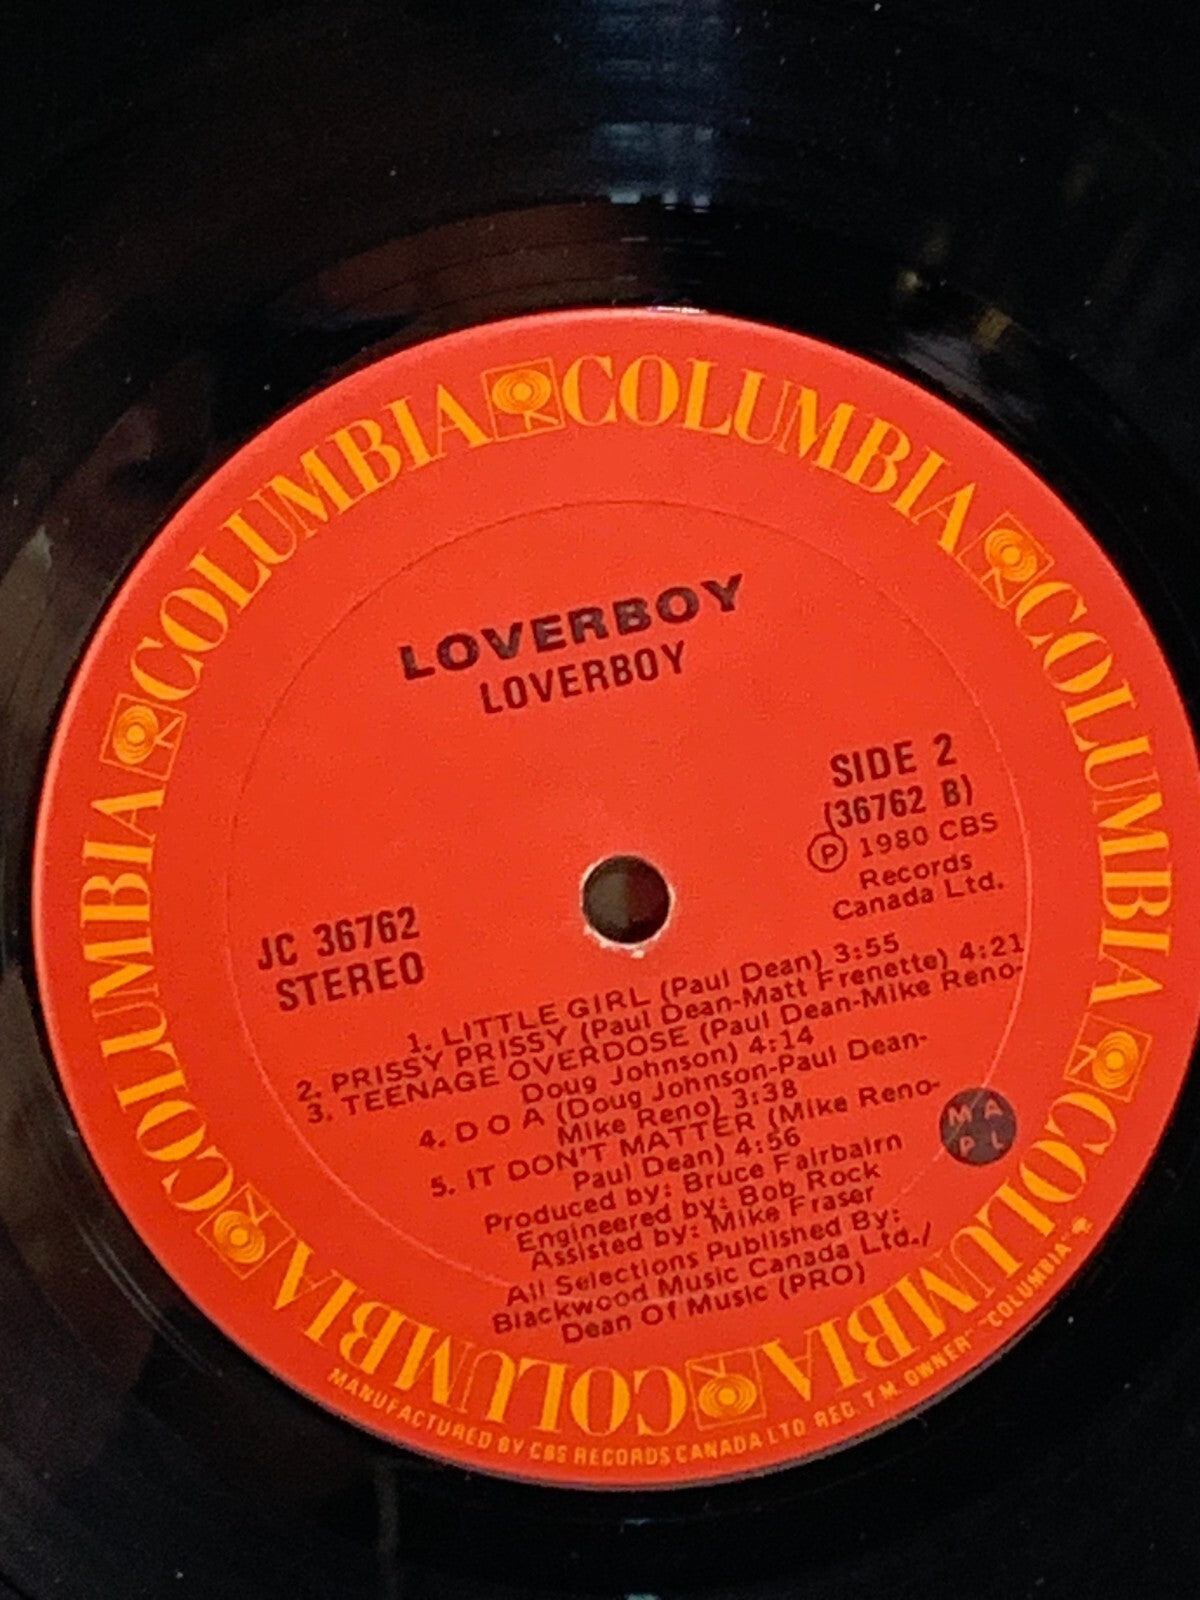 COLUMBIA COLUMBIA COLUMBIA COLUMBIA COLUMBIA COLUMBIA
LOVERBOY
LOVERBOY
SIDE 2
(36762 B)
Ⓟ 1980 CBS
Records
Canada Ltd.
JC 36762
STEREO
1. LITTLE GIRL (Paul Dean) 3:55
2. PRISSY PRISSY (Paul Dean-Matt Frenette) 4:21
3. TEENAGE OVERDOSE (Paul Dean-Mike Reno-
Doug Johnson) 4:14
4. D O A (Doug Johnson-Paul Dean-
Mike Reno) 3:38
5. IT DON'T MATTER (Mike Reno-
Paul Dean) 4:56
Produced by: Bruce Fairbairn
Engineered by: Bob Rock
Assisted by: Mike Fraser
All Selections Published By:
Blackwood Music Canada Ltd./
Dean Of Music (PRO)
M A
P L
MANUFACTURED BY CBS RECORDS CANADA LTD REG. T M. OWNER "COLUMBIA"